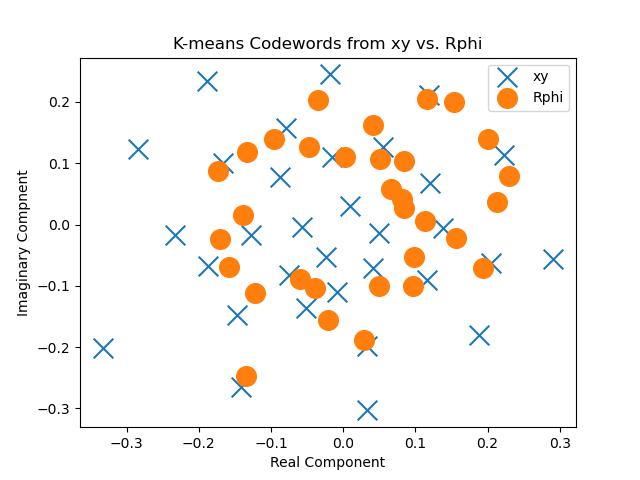 K-means Codewords from xy vs. Rphi
xy
Rphi
Imaginary Compnent
0.2
0.1
0.0
−0.1
−0.2
−0.3
−0.3
−0.2
−0.1
0.0
0.1
0.2
0.3
Real Component